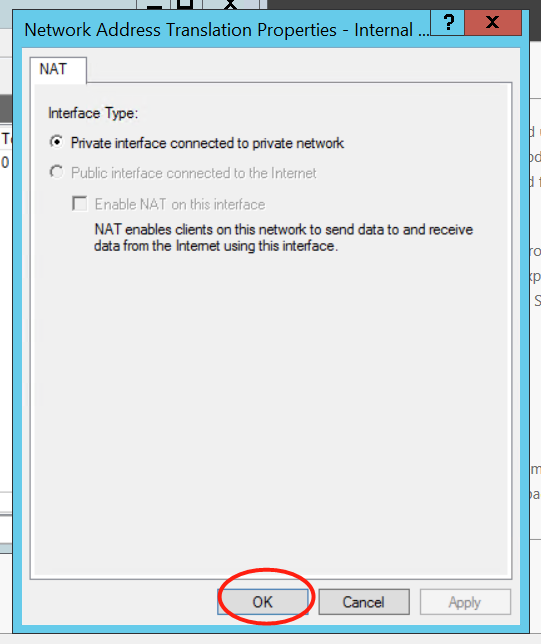 Network Address Translation Properties - Internal ...
?
X
NAT
Interface Type:
Private interface connected to private network
Public interface connected to the Internet
Enable NAT on this interface
NAT enables clients on this network to send data to and receive
data from the Internet using this interface.
OK
Cancel
Apply